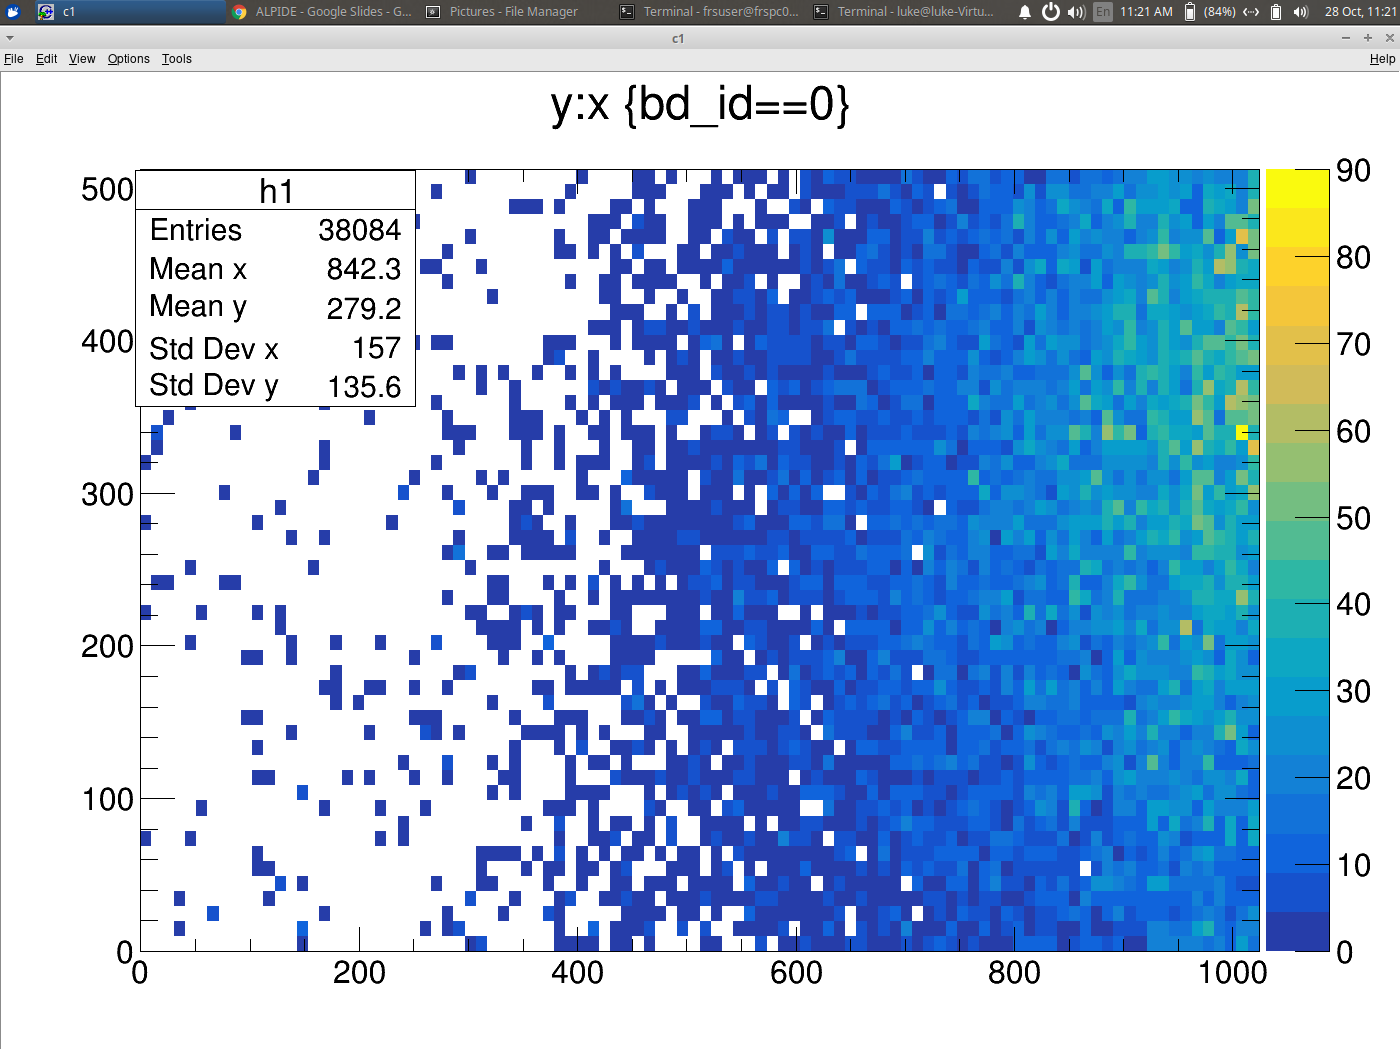 c1
ALPIDE - Google Slides - G...
Pictures - File Manager
Terminal - frsuser@frspc0...
Terminal - luke@luke-Virtu...
En
11:21 AM
(84%)
28 Oct, 11:21
c1
File Edit View Options Tools Help
y:x {bd_id==0}
h1
Entries 38084
Mean x 842.3
Mean y 279.2
Std Dev x 157
Std Dev y 135.6
500
400
300
200
100
0
0 200 400 600 800 1000
90
80
70
60
50
40
30
20
10
0